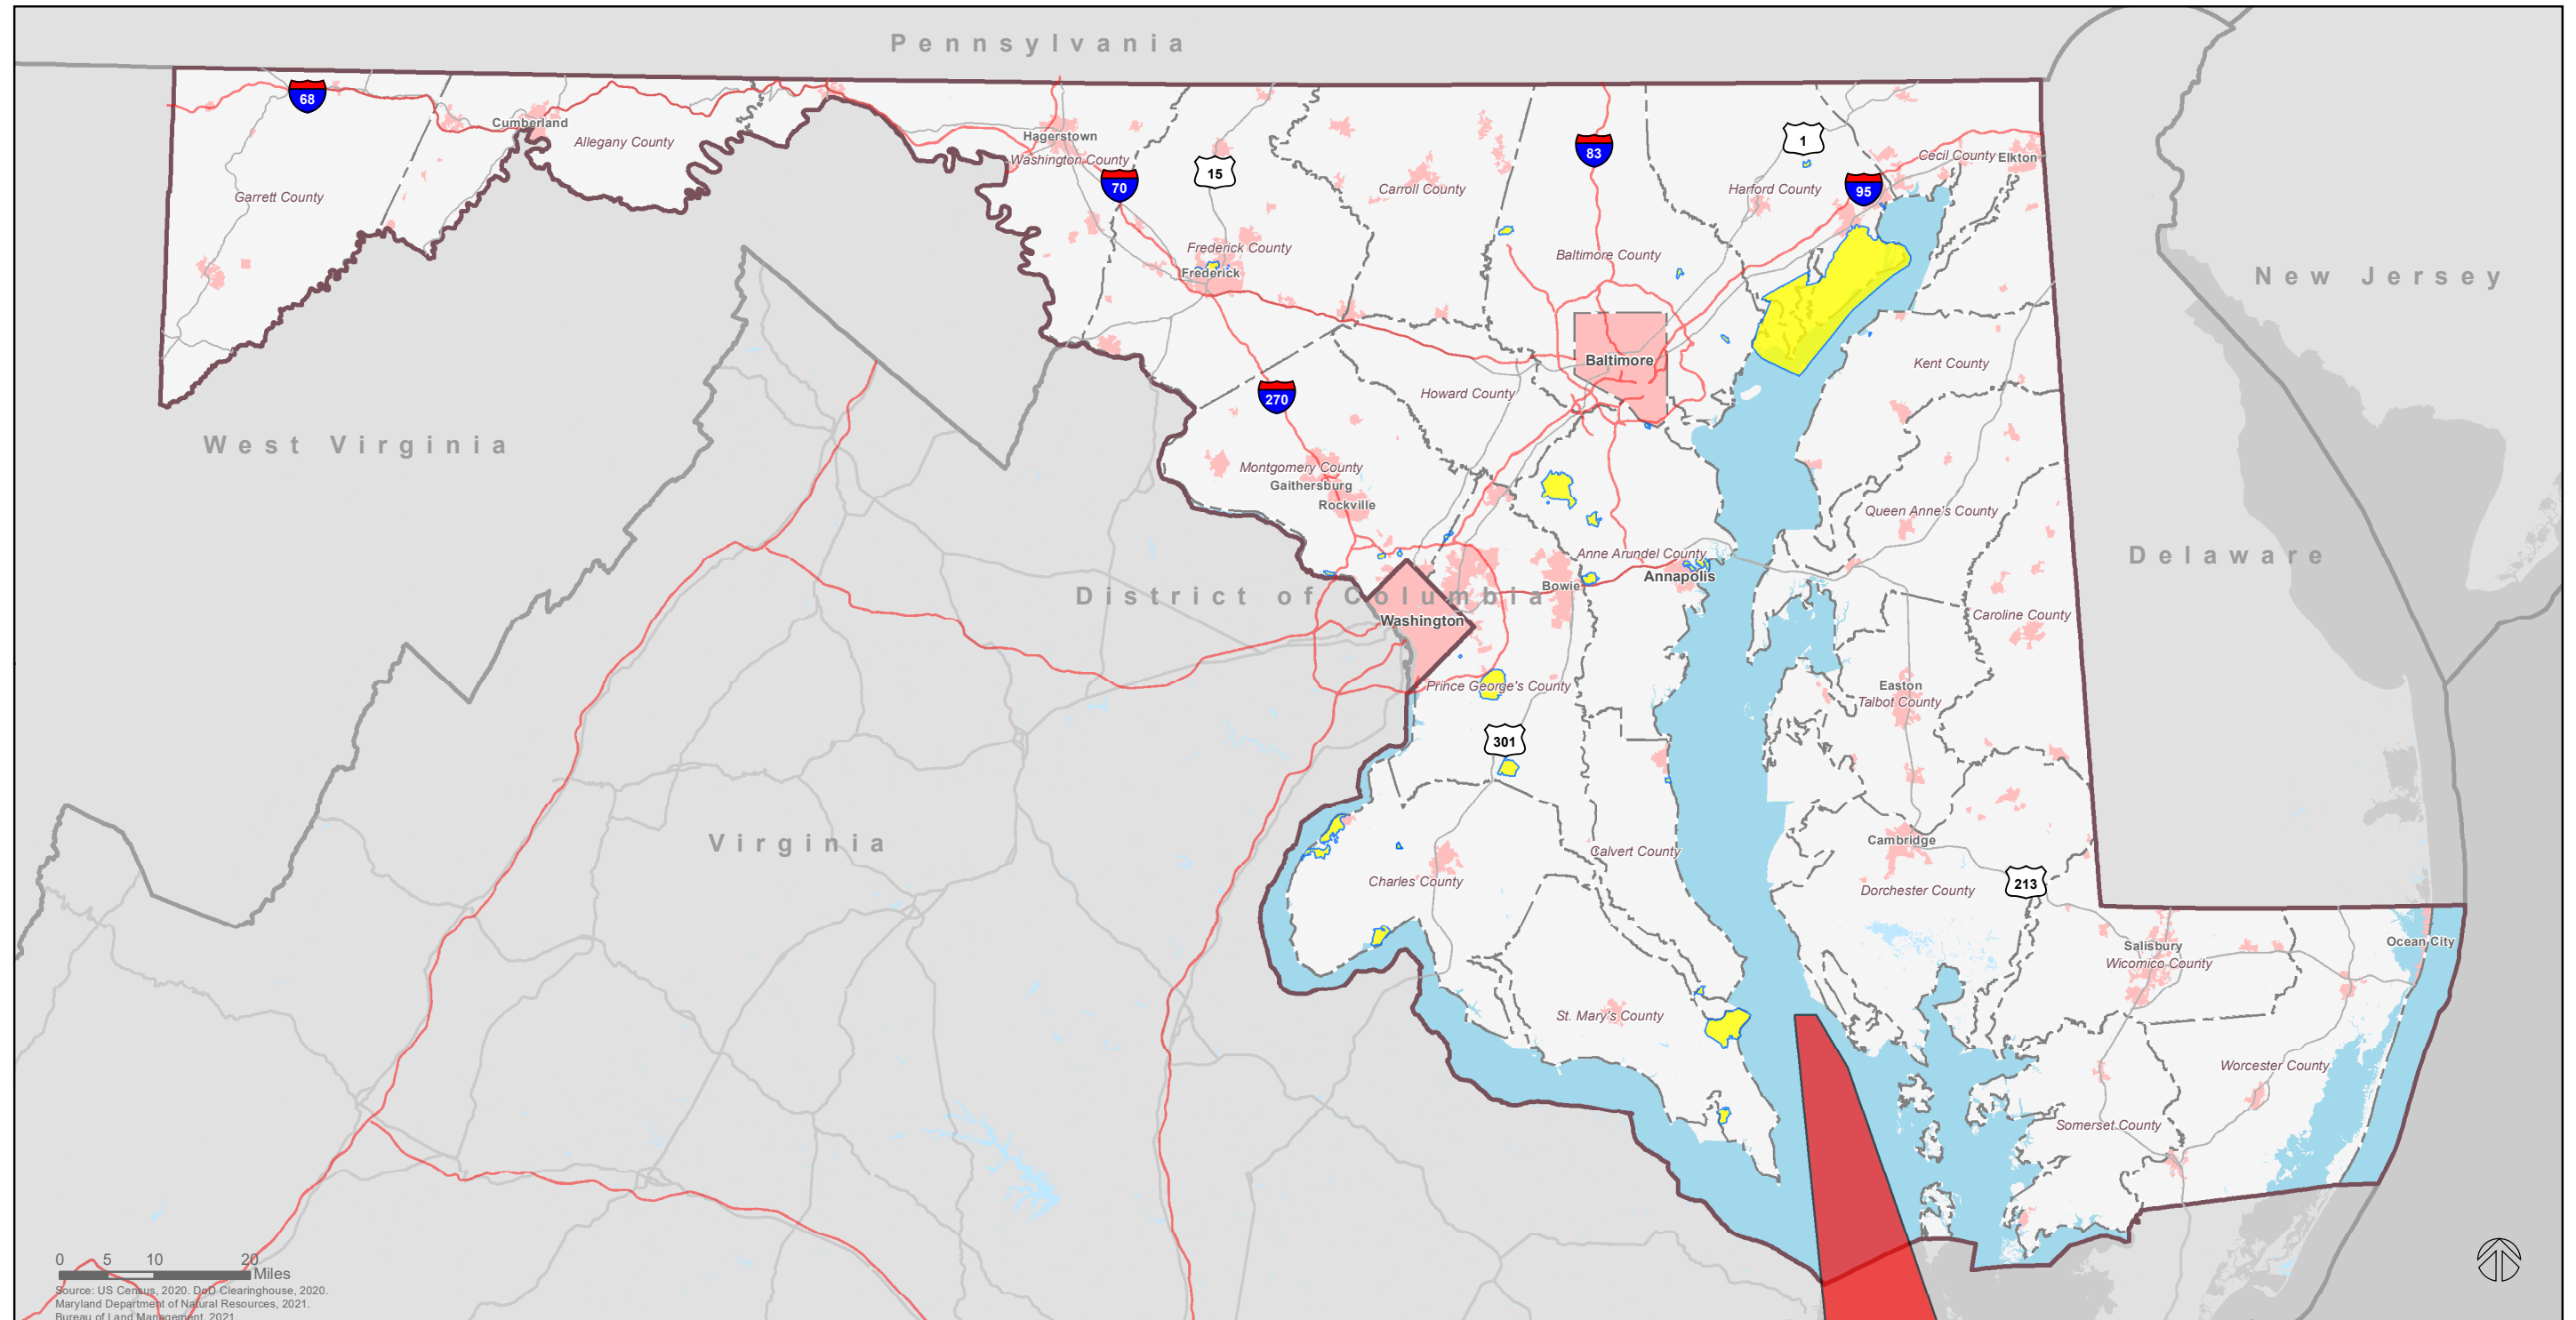 Pennsylvania
68
Cumberland
Allegany County
Garrett County
Hagerstown
Washington County
70
15
Frederick County
Frederick
Carroll County
83
Baltimore County
1
Harford County
95
Cecil County
Elkton
New Jersey
Baltimore
Kent County
Howard County
270
West Virginia
Montgomery County
Gaithersburg
Rockville
Queen Anne's County
Anne Arundel County
Annapolis
Bowie
Delaware
District of Columbia
Washington
Caroline County
Prince George's County
Easton
Talbot County
301
Virginia
Calvert County
Cambridge
Charles County
Dorchester County
213
Salisbury
Wicomico County
Ocean City
St. Mary's County
Worcester County
Somerset County
0 5 10 20
Miles
Source: US Census, 2020. DoD Clearinghouse, 2020.
Maryland Department of Natural Resources, 2021.
Bureau of Land Management, 2021